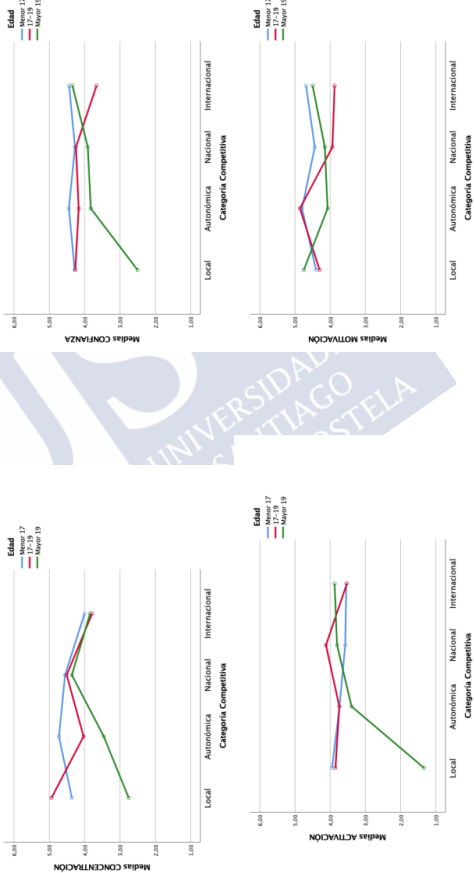 Edad
Menor 17
17-19
Mayor 19
6,00
5,00
4,00
3,00
2,00
1,00
Medias CONFIANZA
Local
Autonómica
Nacional
Internacional
Categoría Competitiva
Edad
Menor 17
17-19
Mayor 19
6,00
5,00
4,00
3,00
2,00
1,00
Medias MOTIVACIÓN
Local
Autonómica
Nacional
Internacional
Categoría Competitiva
Edad
Menor 17
17-19
Mayor 19
6,00
5,00
4,00
3,00
2,00
1,00
Medias CONCENTRACIÓN
Local
Autonómica
Nacional
Internacional
Categoría Competitiva
Edad
Menor 17
17-19
Mayor 19
6,00
5,00
4,00
3,00
2,00
1,00
Medias ACTIVACIÓN
Local
Autonómica
Nacional
Internacional
Categoría Competitiva
UNIVERSIDAD